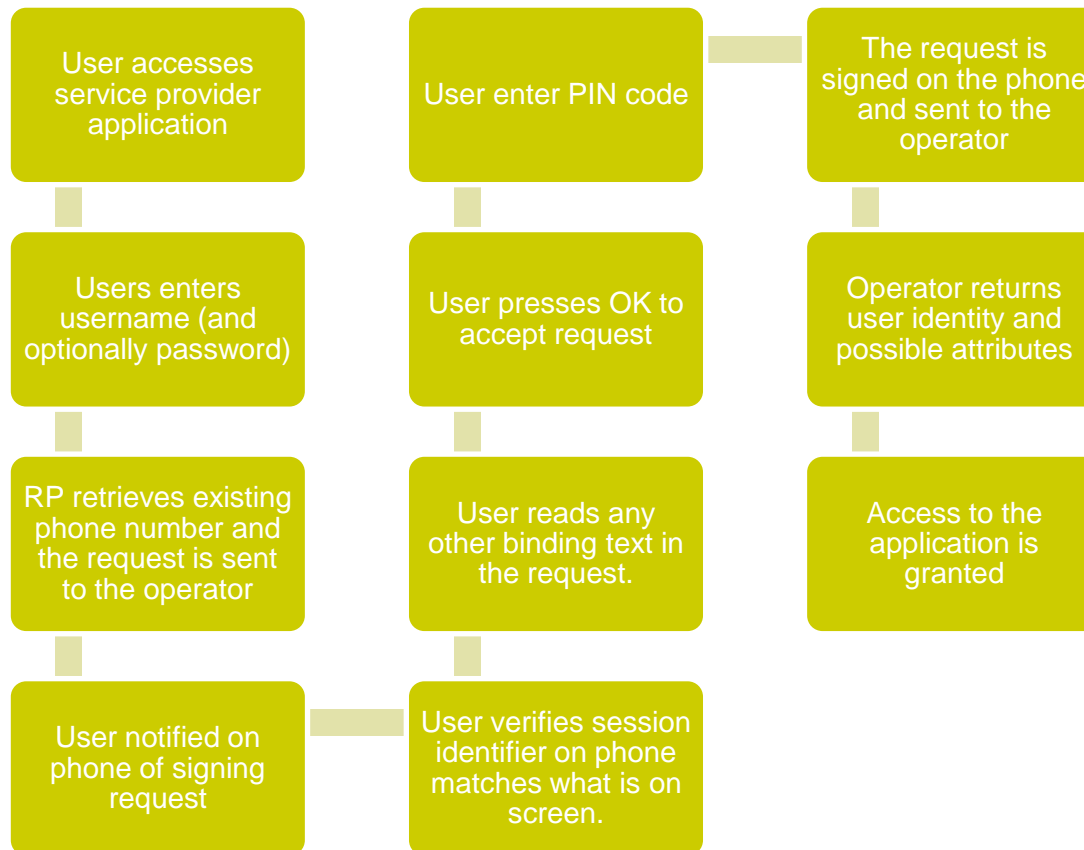 User accesses
service provider
application
Users enters
username (and
optionally password)
RP retrieves existing
phone number and
the request is sent
to the operator
User notified on
phone of signing
request
User verifies session
identifier on phone
matches what is on
screen.
User reads any
other binding text in
the request.
User presses OK to
accept request
User enter PIN code
The request is
signed on the phone
and sent to the
operator
Operator returns
user identity and
possible attributes
Access to the
application is
granted